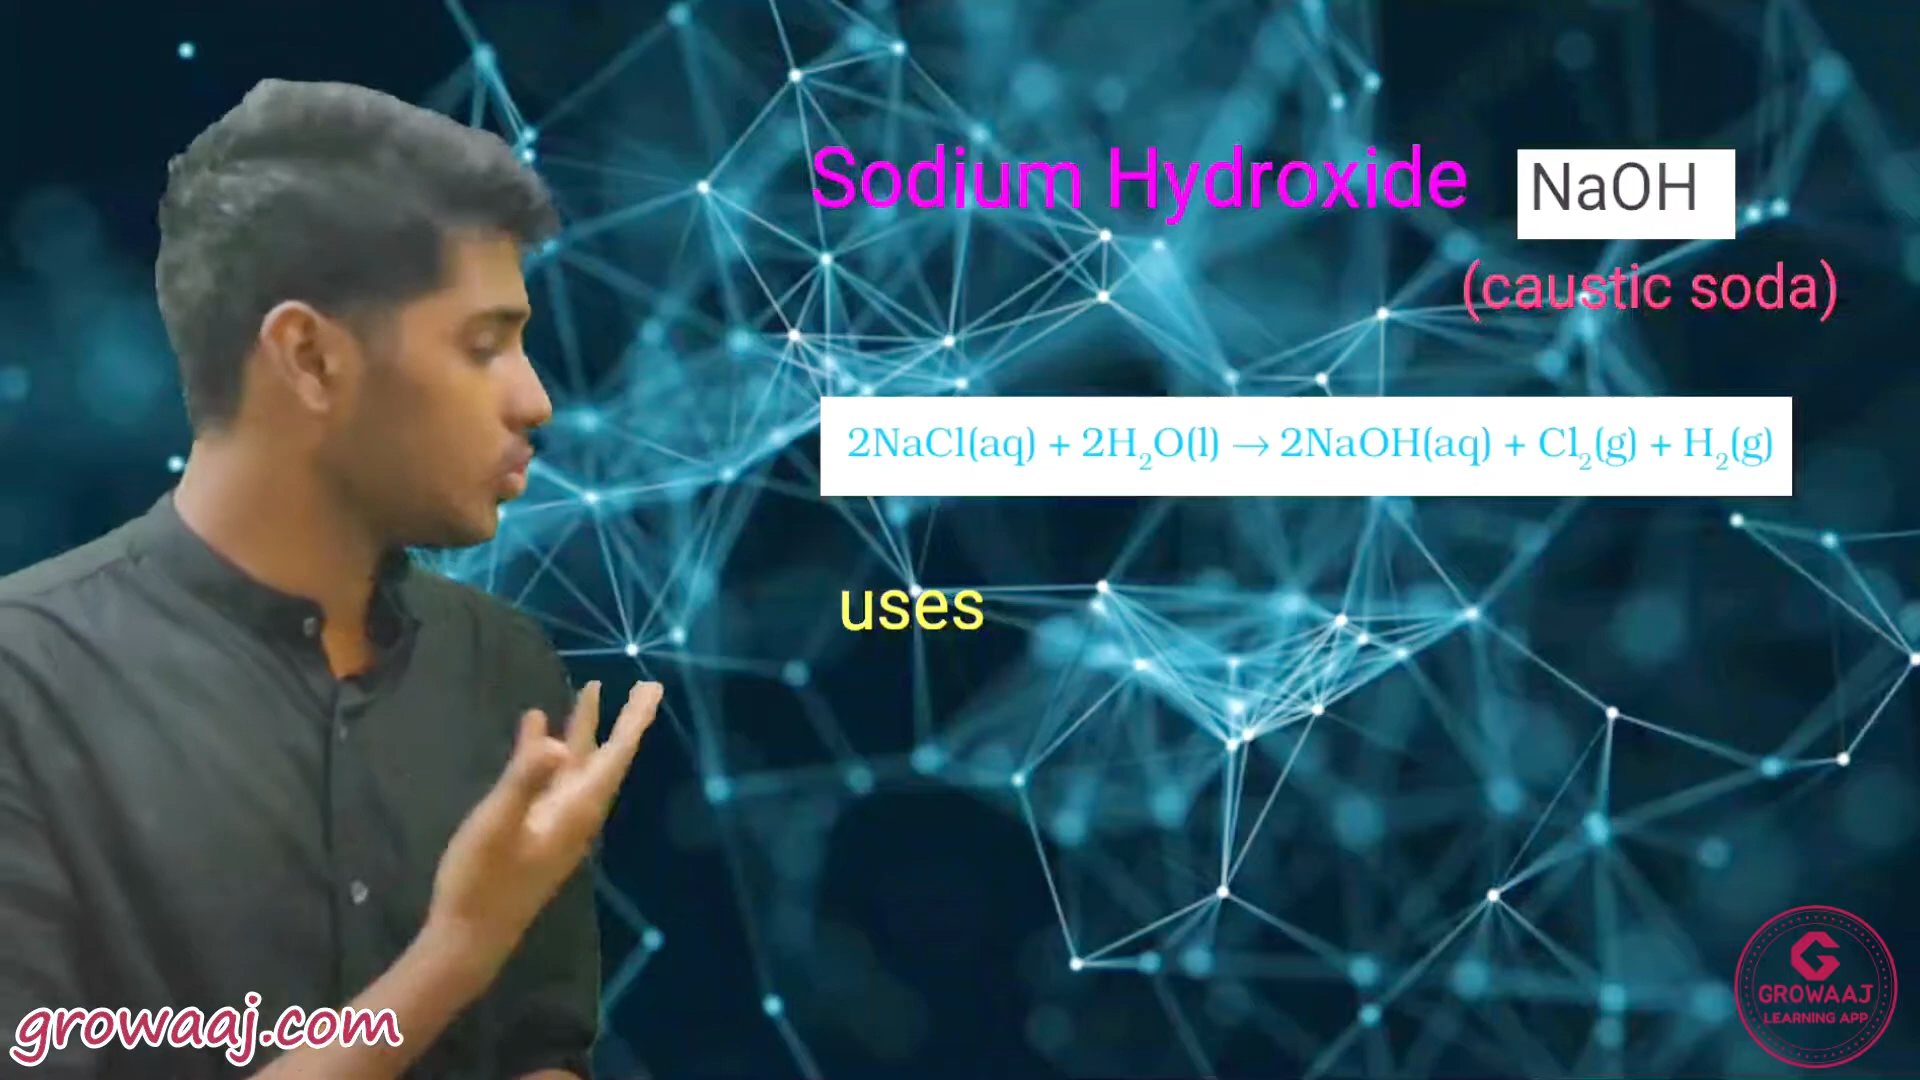 Sodium Hydroxide NaOH
(caustic soda)
2NaCl(aq) + 2H₂O(l) → 2NaOH(aq) + Cl₂(g) + H₂(g)
uses
growaaj.com
G
GROWAAJ
LEARNING APP